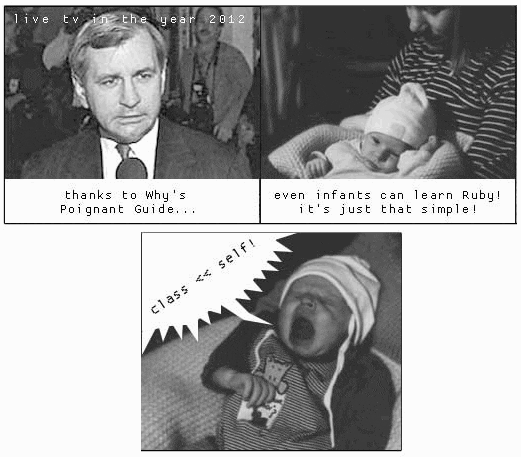 live tv in the year 2012
thanks to Why's
Poignant Guide...
even infants can learn Ruby!
it's just that simple!
class << self!